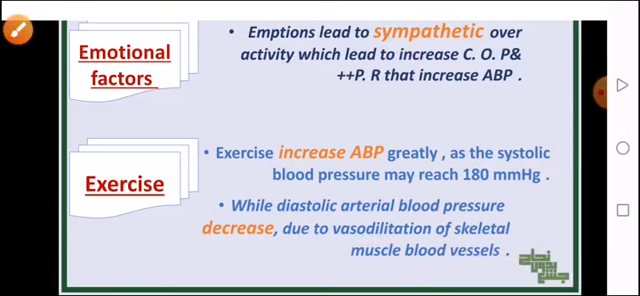 Emotional
factors
• Emptions lead to sympathetic over
activity which lead to increase C. O. P&
++P. R that increase ABP .
Exercise
• Exercise increase ABP greatly , as the systolic
blood pressure may reach 180 mmHg .
• While diastolic arterial blood pressure
decrease, due to vasodilitation of skeletal
muscle blood vessels .